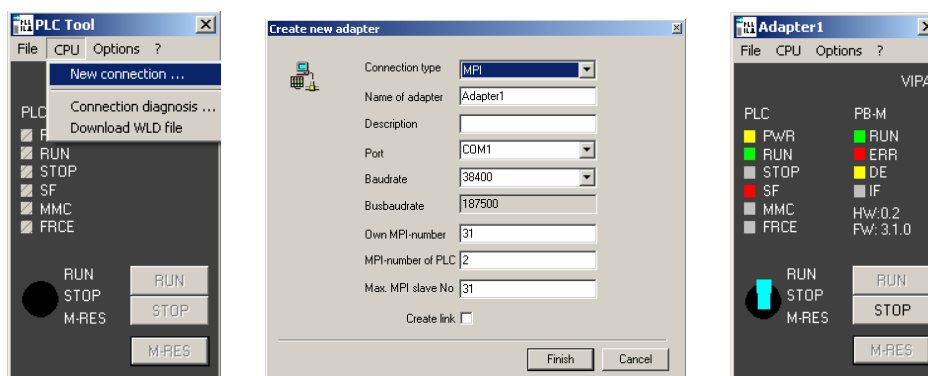 PLC Tool
File CPU Options ?
New connection ...
Connection diagnosis ...
Download WLD file
PLC
RUN
STOP
SF
MMC
FRCE
RUN
STOP
M-RES
RUN
STOP
M-RES
Create new adapter
Connection type MPI
Name of adapter Adapter1
Description
Port COM1
Baudrate 38400
Busbaudrate 187500
Own MPI-number 31
MPI-number of PLC 2
Max. MPI slave No 31
Create link
Finish Cancel
Adapter1
File CPU Options ?
VIPA
PLC PB-M
PWR RUN
RUN ERR
STOP DE
SF IF
MMC HW:0.2
FRCE FW: 3.1.0
RUN
STOP
M-RES
RUN
STOP
M-RES